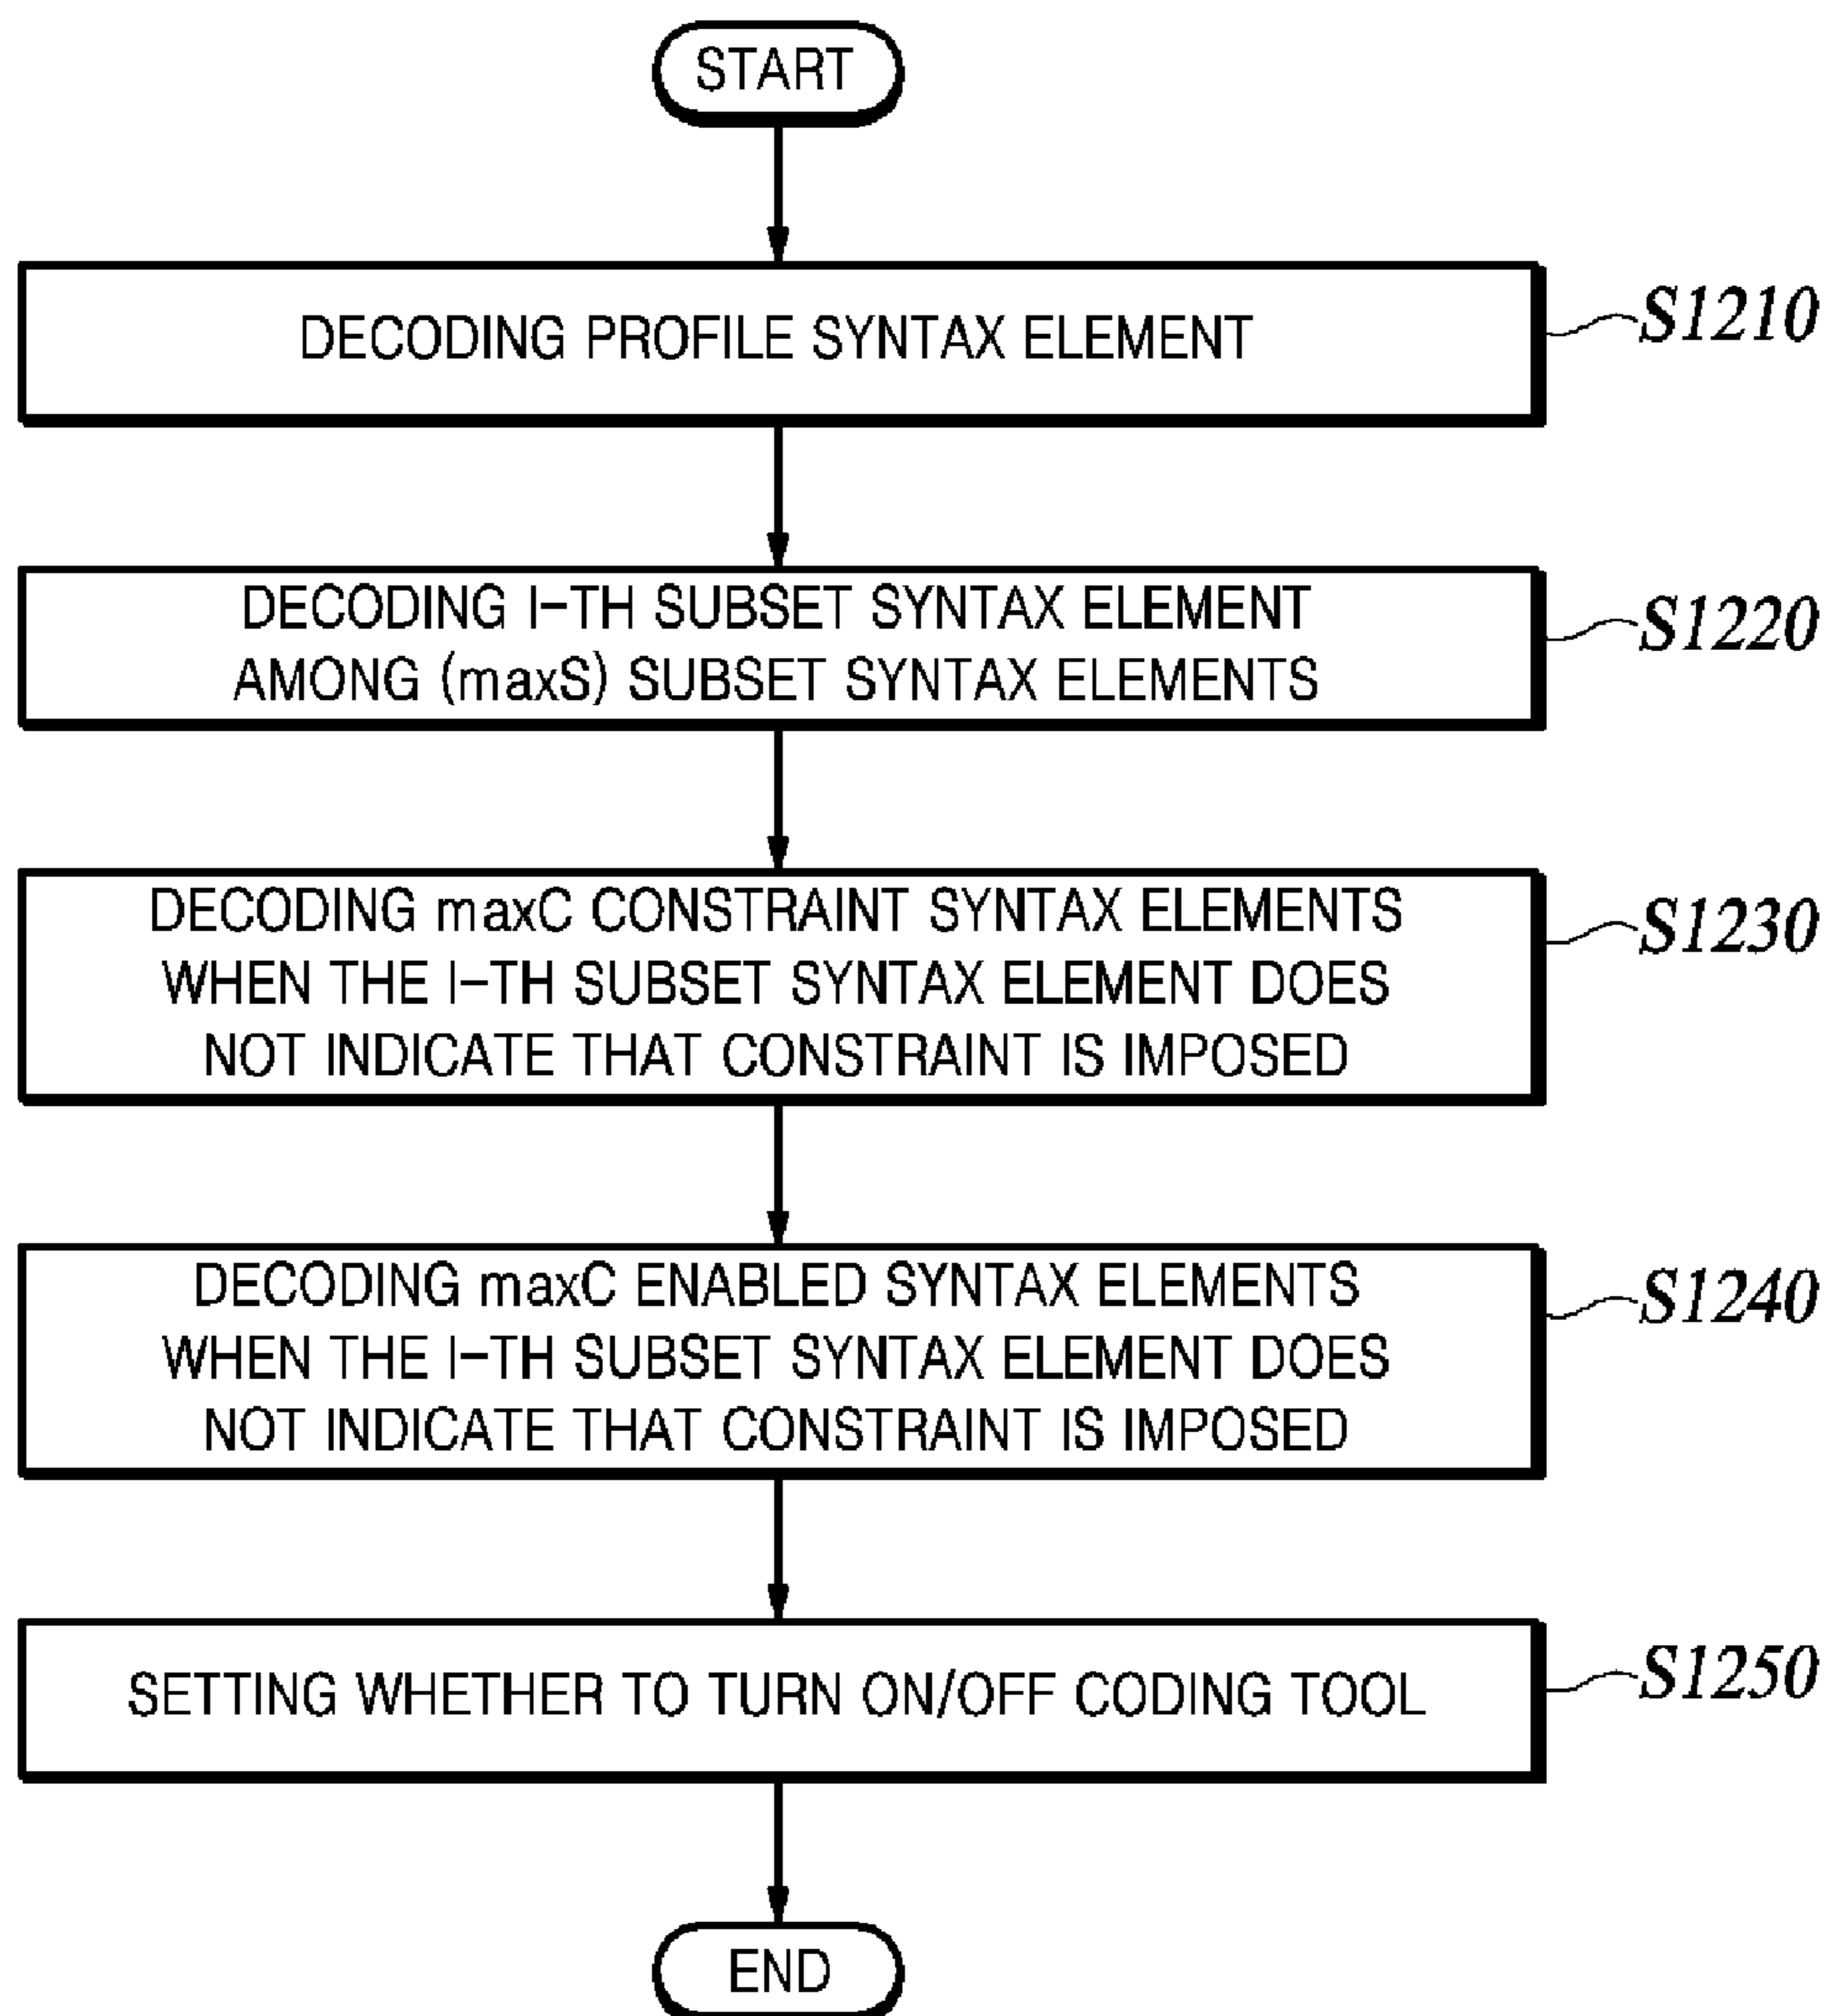 START
DECODING PROFILE SYNTAX ELEMENT
S1210
DECODING I-TH SUBSET SYNTAX ELEMENT
AMONG (maxS) SUBSET SYNTAX ELEMENTS
S1220
DECODING maxC CONSTRAINT SYNTAX ELEMENTS
WHEN THE I-TH SUBSET SYNTAX ELEMENT DOES
NOT INDICATE THAT CONSTRAINT IS IMPOSED
S1230
DECODING maxC ENABLED SYNTAX ELEMENTS
WHEN THE I-TH SUBSET SYNTAX ELEMENT DOES
NOT INDICATE THAT CONSTRAINT IS IMPOSED
S1240
SETTING WHETHER TO TURN ON/OFF CODING TOOL
S1250
END